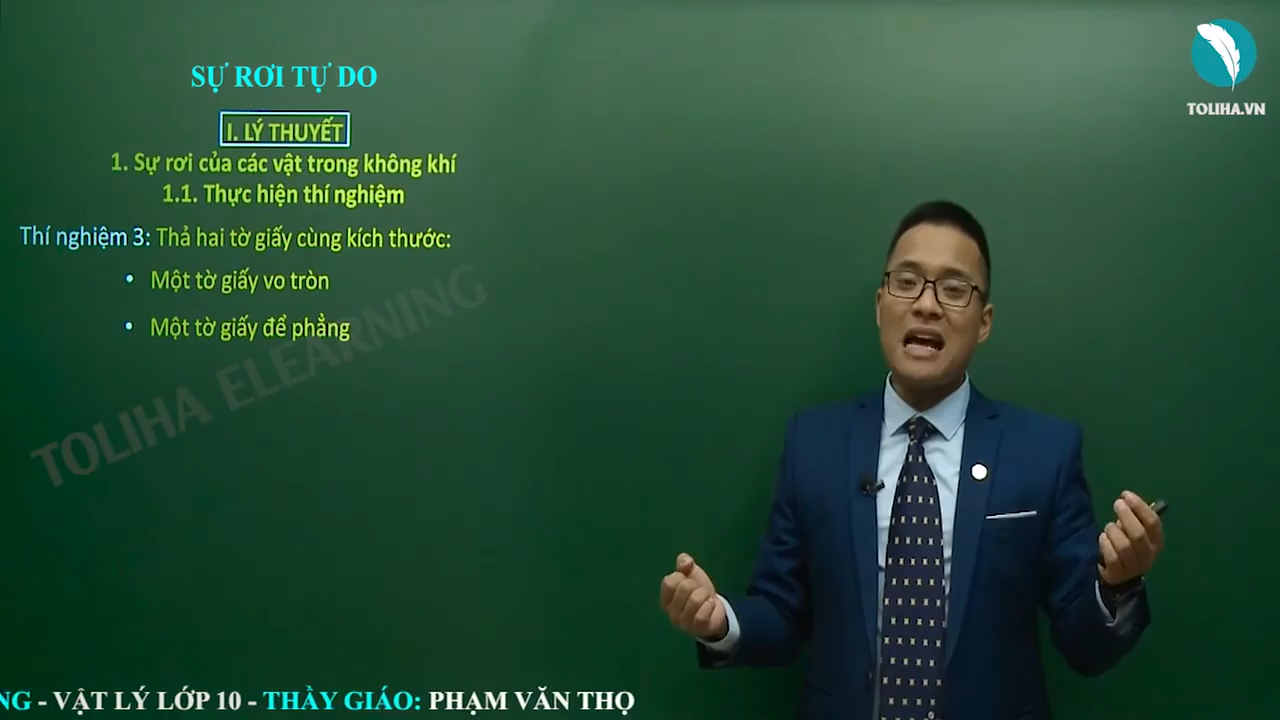 SỰ RƠI TỰ DO
I. LÝ THUYẾT
1. Sự rơi của các vật trong không khí
1.1. Thực hiện thí nghiệm
Thí nghiệm 3: Thả hai tờ giấy cùng kích thước:
• Một tờ giấy vo tròn
• Một tờ giấy để phẳng
TOLIHA ELEARNING
TOLIHA.VN
NG - VẬT LÝ LỚP 10 - THẦY GIÁO: PHẠM VĂN THỌ